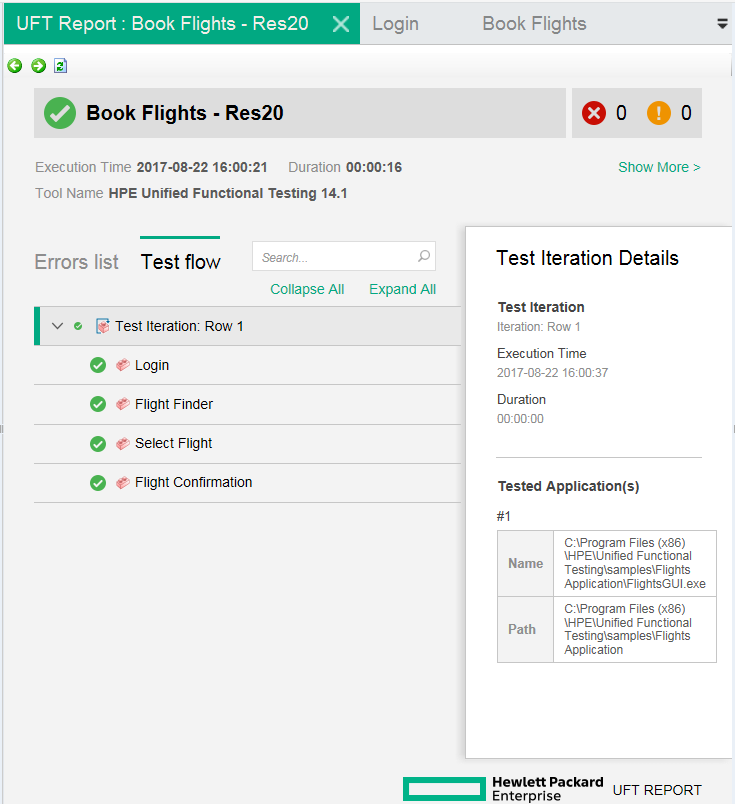 UFT Report : Book Flights - Res20
Login
Book Flights
Book Flights - Res20
0
0
Execution Time 2017-08-22 16:00:21 Duration 00:00:16
Show More >
Tool Name HPE Unified Functional Testing 14.1
Errors list
Test flow
Search...
Collapse All
Expand All
Test Iteration: Row 1
Login
Flight Finder
Select Flight
Flight Confirmation
Test Iteration Details
Test Iteration
Iteration: Row 1
Execution Time
2017-08-22 16:00:37
Duration
00:00:00
Tested Application(s)
#1
Name
C:\Program Files (x86)
\HPE\Unified Functional
Testing\samples\Flights
Application\FlightsGUI.exe
Path
C:\Program Files (x86)
\HPE\Unified Functional
Testing\samples\Flights
Application
Hewlett Packard
Enterprise
UFT REPORT